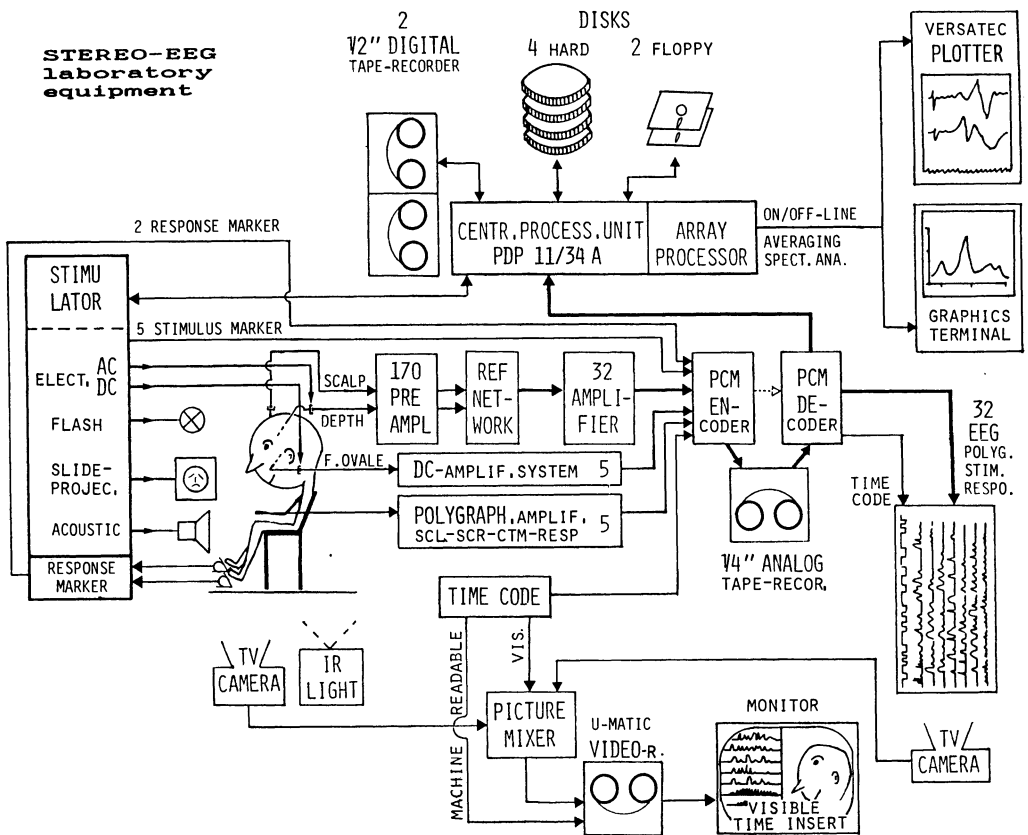 STEREO-EEG
laboratory
equipment
2
1/2" DIGITAL
TAPE-RECORDER
DISKS
4 HARD
2 FLOPPY
VERSATEC
PLOTTER
CENTR.PROCESS.UNIT
PDP 11/34 A
ARRAY
PROCESSOR
ON/OFF-LINE
AVERAGING
SPECT.ANA.
GRAPHICS
TERMINAL
2 RESPONSE MARKER
STIMU
LATOR
5 STIMULUS MARKER
ELECT. AC
DC
FLASH
SLIDE-
PROJEC.
ACOUSTIC
RESPONSE
MARKER
SCALP
DEPTH
F.OVALE
170
PRE
AMPL
REF
NET-
WORK
32
AMPLI-
FIER
PCM
EN-
CODER
PCM
DE-
CODER
DC-AMPLIF.SYSTEM 5
POLYGRAPH.AMPLIF.
SCL-SCR-CTM-RESP 5
1/4" ANALOG
TAPE-RECOR.
32
EEG
POLYG.
STIM.
RESPO.
TIME
CODE
TIME CODE
MACHINE READABLE
VIS.
TV
CAMERA
IR
LIGHT
PICTURE
MIXER
U-MATIC
VIDEO-R.
MONITOR
VISIBLE
TIME INSERT
TV
CAMERA